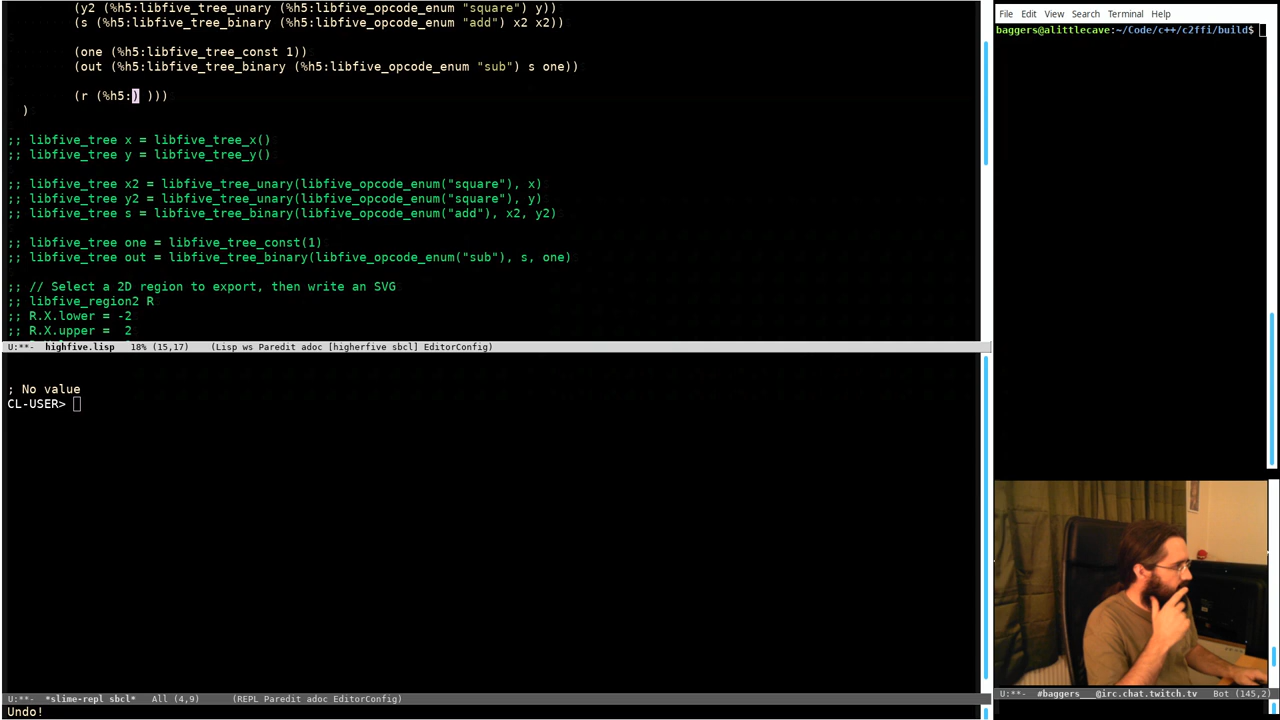 (y2 (%h5:libfive_tree_unary (%h5:libfive_opcode_enum "square") y))
(s (%h5:libfive_tree_binary (%h5:libfive_opcode_enum "add") x2 x2))
(one (%h5:libfive_tree_const 1))
(out (%h5:libfive_tree_binary (%h5:libfive_opcode_enum "sub") s one))
(r (%h5:) )))
)
;; libfive_tree x = libfive_tree_x()
;; libfive_tree y = libfive_tree_y()
;; libfive_tree x2 = libfive_tree_unary(libfive_opcode_enum("square"), x)
;; libfive_tree y2 = libfive_tree_unary(libfive_opcode_enum("square"), y)
;; libfive_tree s = libfive_tree_binary(libfive_opcode_enum("add"), x2, y2)
;; libfive_tree one = libfive_tree_const(1)
;; libfive_tree out = libfive_tree_binary(libfive_opcode_enum("sub"), s, one)
;; // Select a 2D region to export, then write an SVG
;; libfive_region2 R
;; R.X.lower = -2
;; R.X.upper =  2
U:**-  highfive.lisp   18% (15,17)    (Lisp ws Paredit adoc [higherfive sbcl] EditorConfig)
; No value
CL-USER>
U:**-  *slime-repl sbcl*   All (4,9)     (REPL Paredit adoc EditorConfig)
Undo!
File Edit View Search Terminal Help
baggers@alittlecave:~/Code/c++/c2ffi/build$
U:**-  #baggers___@irc.chat.twitch.tv   Bot (145,2)